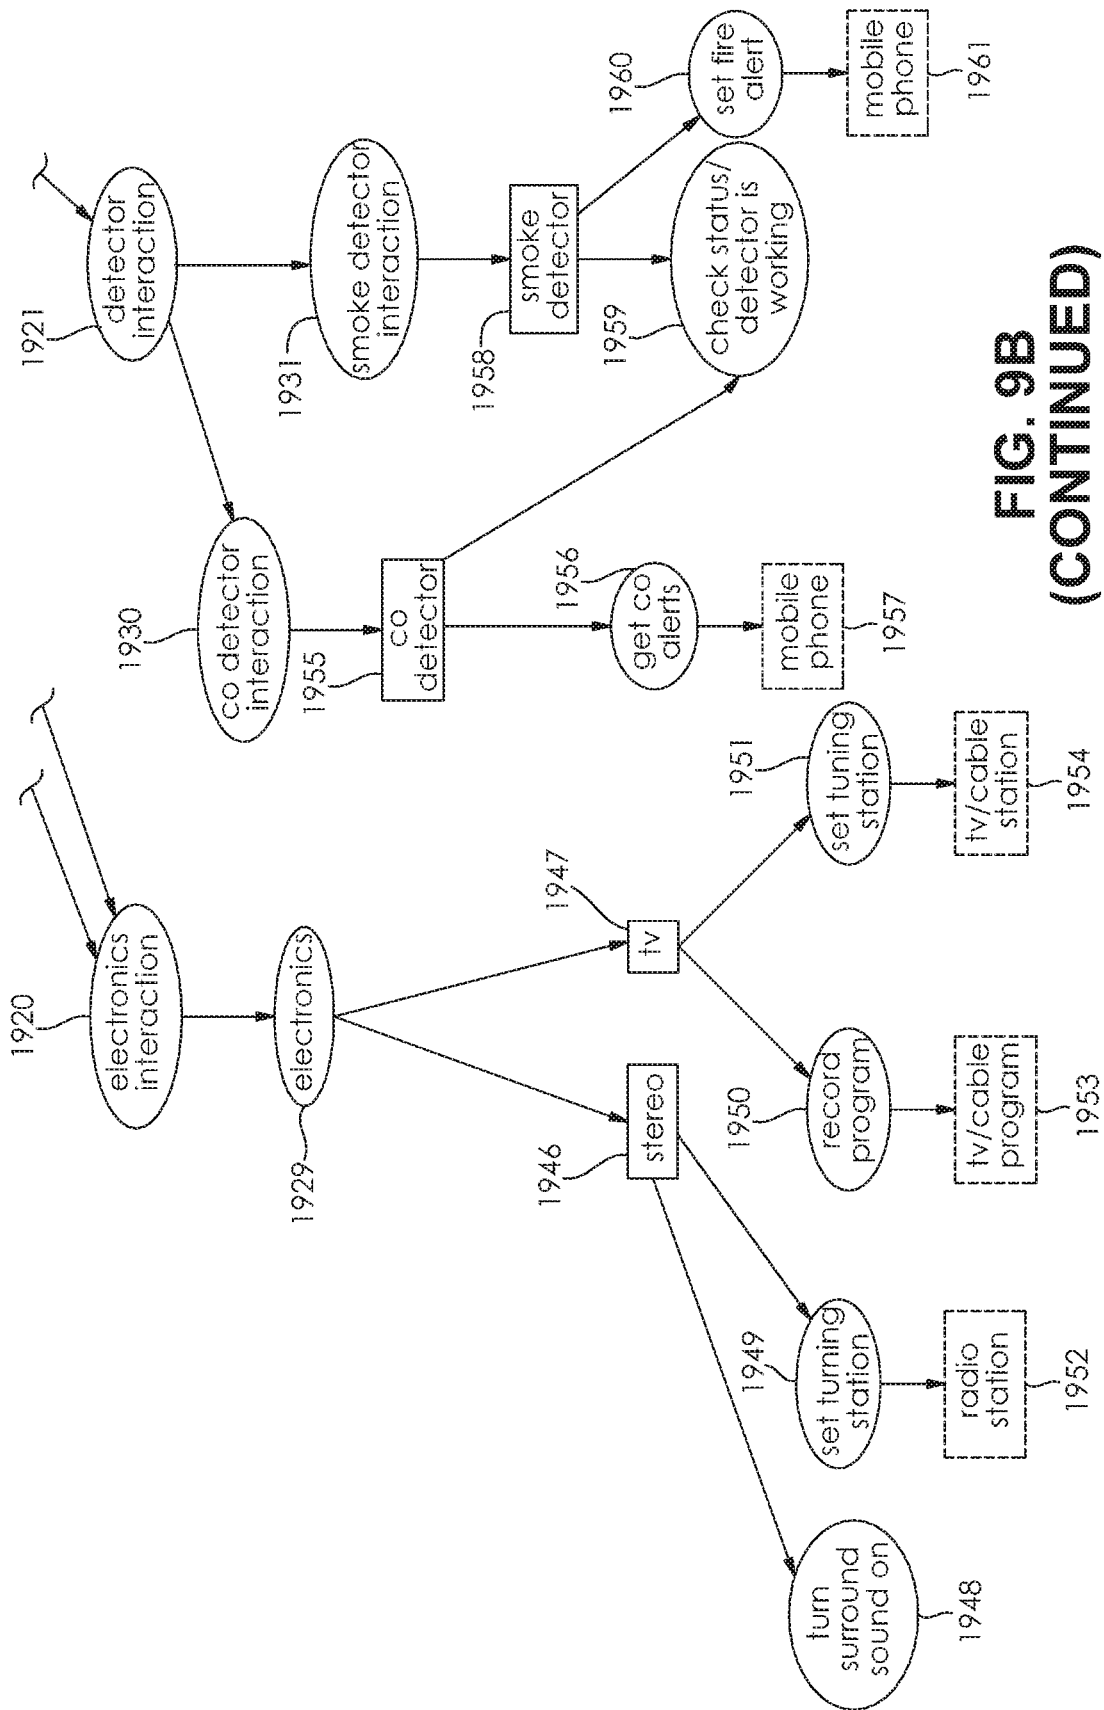 1920
electronics
interaction
1929
electronics
1946
stereo
1947
tv
turn
surround
sound on
1948
1949
set turning
station
radio
station
1952
1950
record
program
tv/cable
program
1953
1951
set tuning
station
tv/cable
station
1954
1921
detector
interaction
1930
co detector
interaction
1955
co
detector
1956
get co
alerts
mobile
phone
1957
1931
smoke detector
interaction
1958
smoke
detector
1959
check status/
detector is
working
1960
set fire
alert
mobile
phone
1961
FIG. 9B
(CONTINUED)